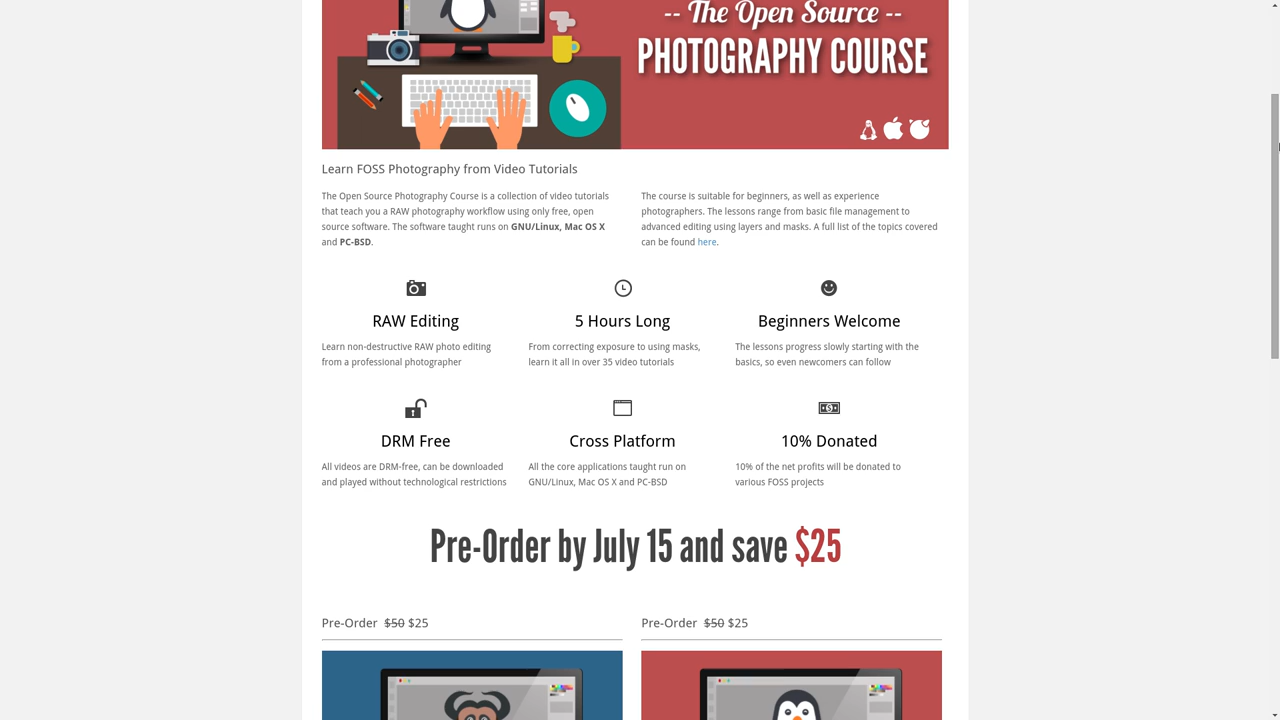 -- The Open Source --
PHOTOGRAPHY COURSE
Learn FOSS Photography from Video Tutorials
The Open Source Photography Course is a collection of video tutorials
that teach you a RAW photography workflow using only free, open
source software. The software taught runs on GNU/Linux, Mac OS X
and PC-BSD.
The course is suitable for beginners, as well as experience
photographers. The lessons range from basic file management to
advanced editing using layers and masks. A full list of the topics covered
can be found here.
RAW Editing
Learn non-destructive RAW photo editing
from a professional photographer
5 Hours Long
From correcting exposure to using masks,
learn it all in over 35 video tutorials
Beginners Welcome
The lessons progress slowly starting with the
basics, so even newcomers can follow
DRM Free
All videos are DRM-free, can be downloaded
and played without technological restrictions
Cross Platform
All the core applications taught run on
GNU/Linux, Mac OS X and PC-BSD
10% Donated
10% of the net profits will be donated to
various FOSS projects
Pre-Order by July 15 and save $25
Pre-Order $50 $25
Pre-Order $50 $25